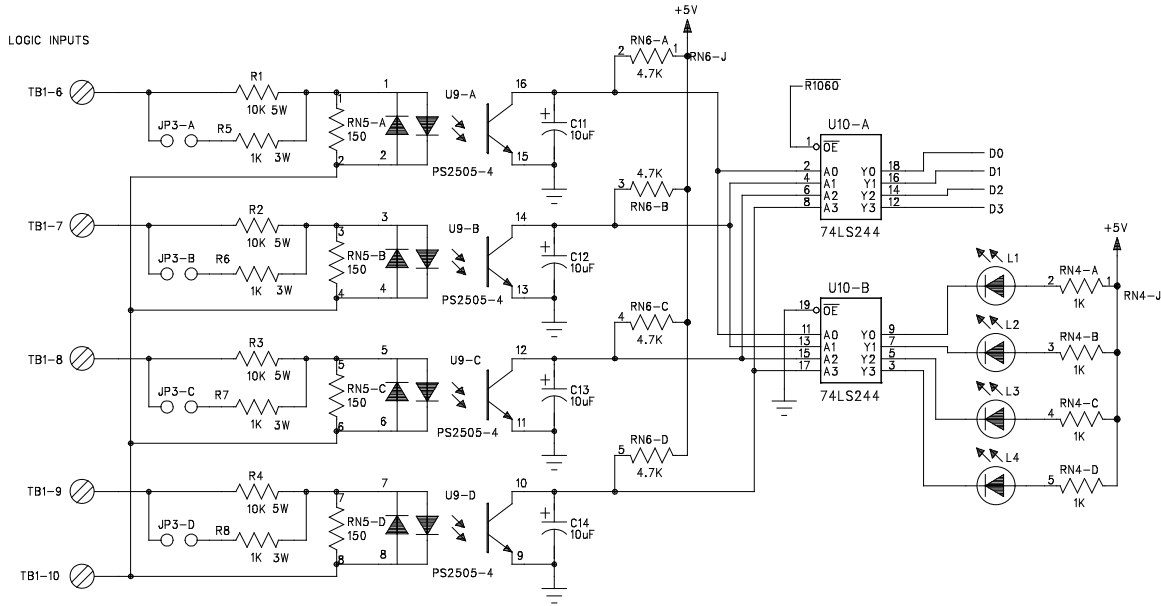 LOGIC INPUTS
+5V
RN6-A
2
1
RN6-J
4.7K
TB1-6
R1
10K 5W
JP3-A
R5
1K 3W
1
RN5-A
150
2
1
2
U9-A
PS2505-4
16
15
C11
10uF
R1060
U10-A
1
OE
2
4
6
8
A0
A1
A2
A3
Y0
Y1
Y2
Y3
18
16
14
12
D0
D1
D2
D3
74LS244
TB1-7
R2
10K 5W
JP3-B
R6
1K 3W
3
RN5-B
150
4
3
4
U9-B
PS2505-4
14
13
C12
10uF
4.7K
3
RN6-B
U10-B
19
OE
11
13
15
17
A0
A1
A2
A3
Y0
Y1
Y2
Y3
9
7
5
3
74LS244
+5V
L1
RN4-A
2
1
1K
RN4-J
L2
RN4-B
3
1K
L3
RN4-C
4
1K
L4
RN4-D
5
1K
TB1-8
R3
10K 5W
JP3-C
R7
1K 3W
5
RN5-C
150
6
5
6
U9-C
PS2505-4
12
11
C13
10uF
RN6-C
4
4.7K
TB1-9
R4
10K 5W
JP3-D
R8
1K 3W
7
RN5-D
150
8
7
8
U9-D
PS2505-4
10
9
C14
10uF
RN6-D
5
4.7K
TB1-10